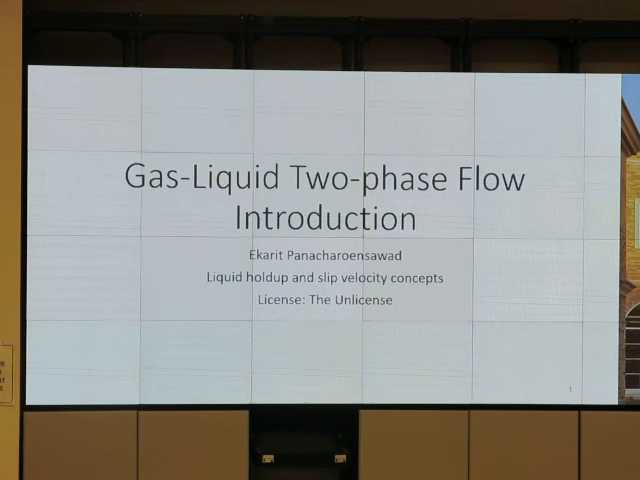 Gas-Liquid Two-phase Flow
Introduction
Ekarit Panacharoensawad
Liquid holdup and slip velocity concepts
License: The Unlicense
1